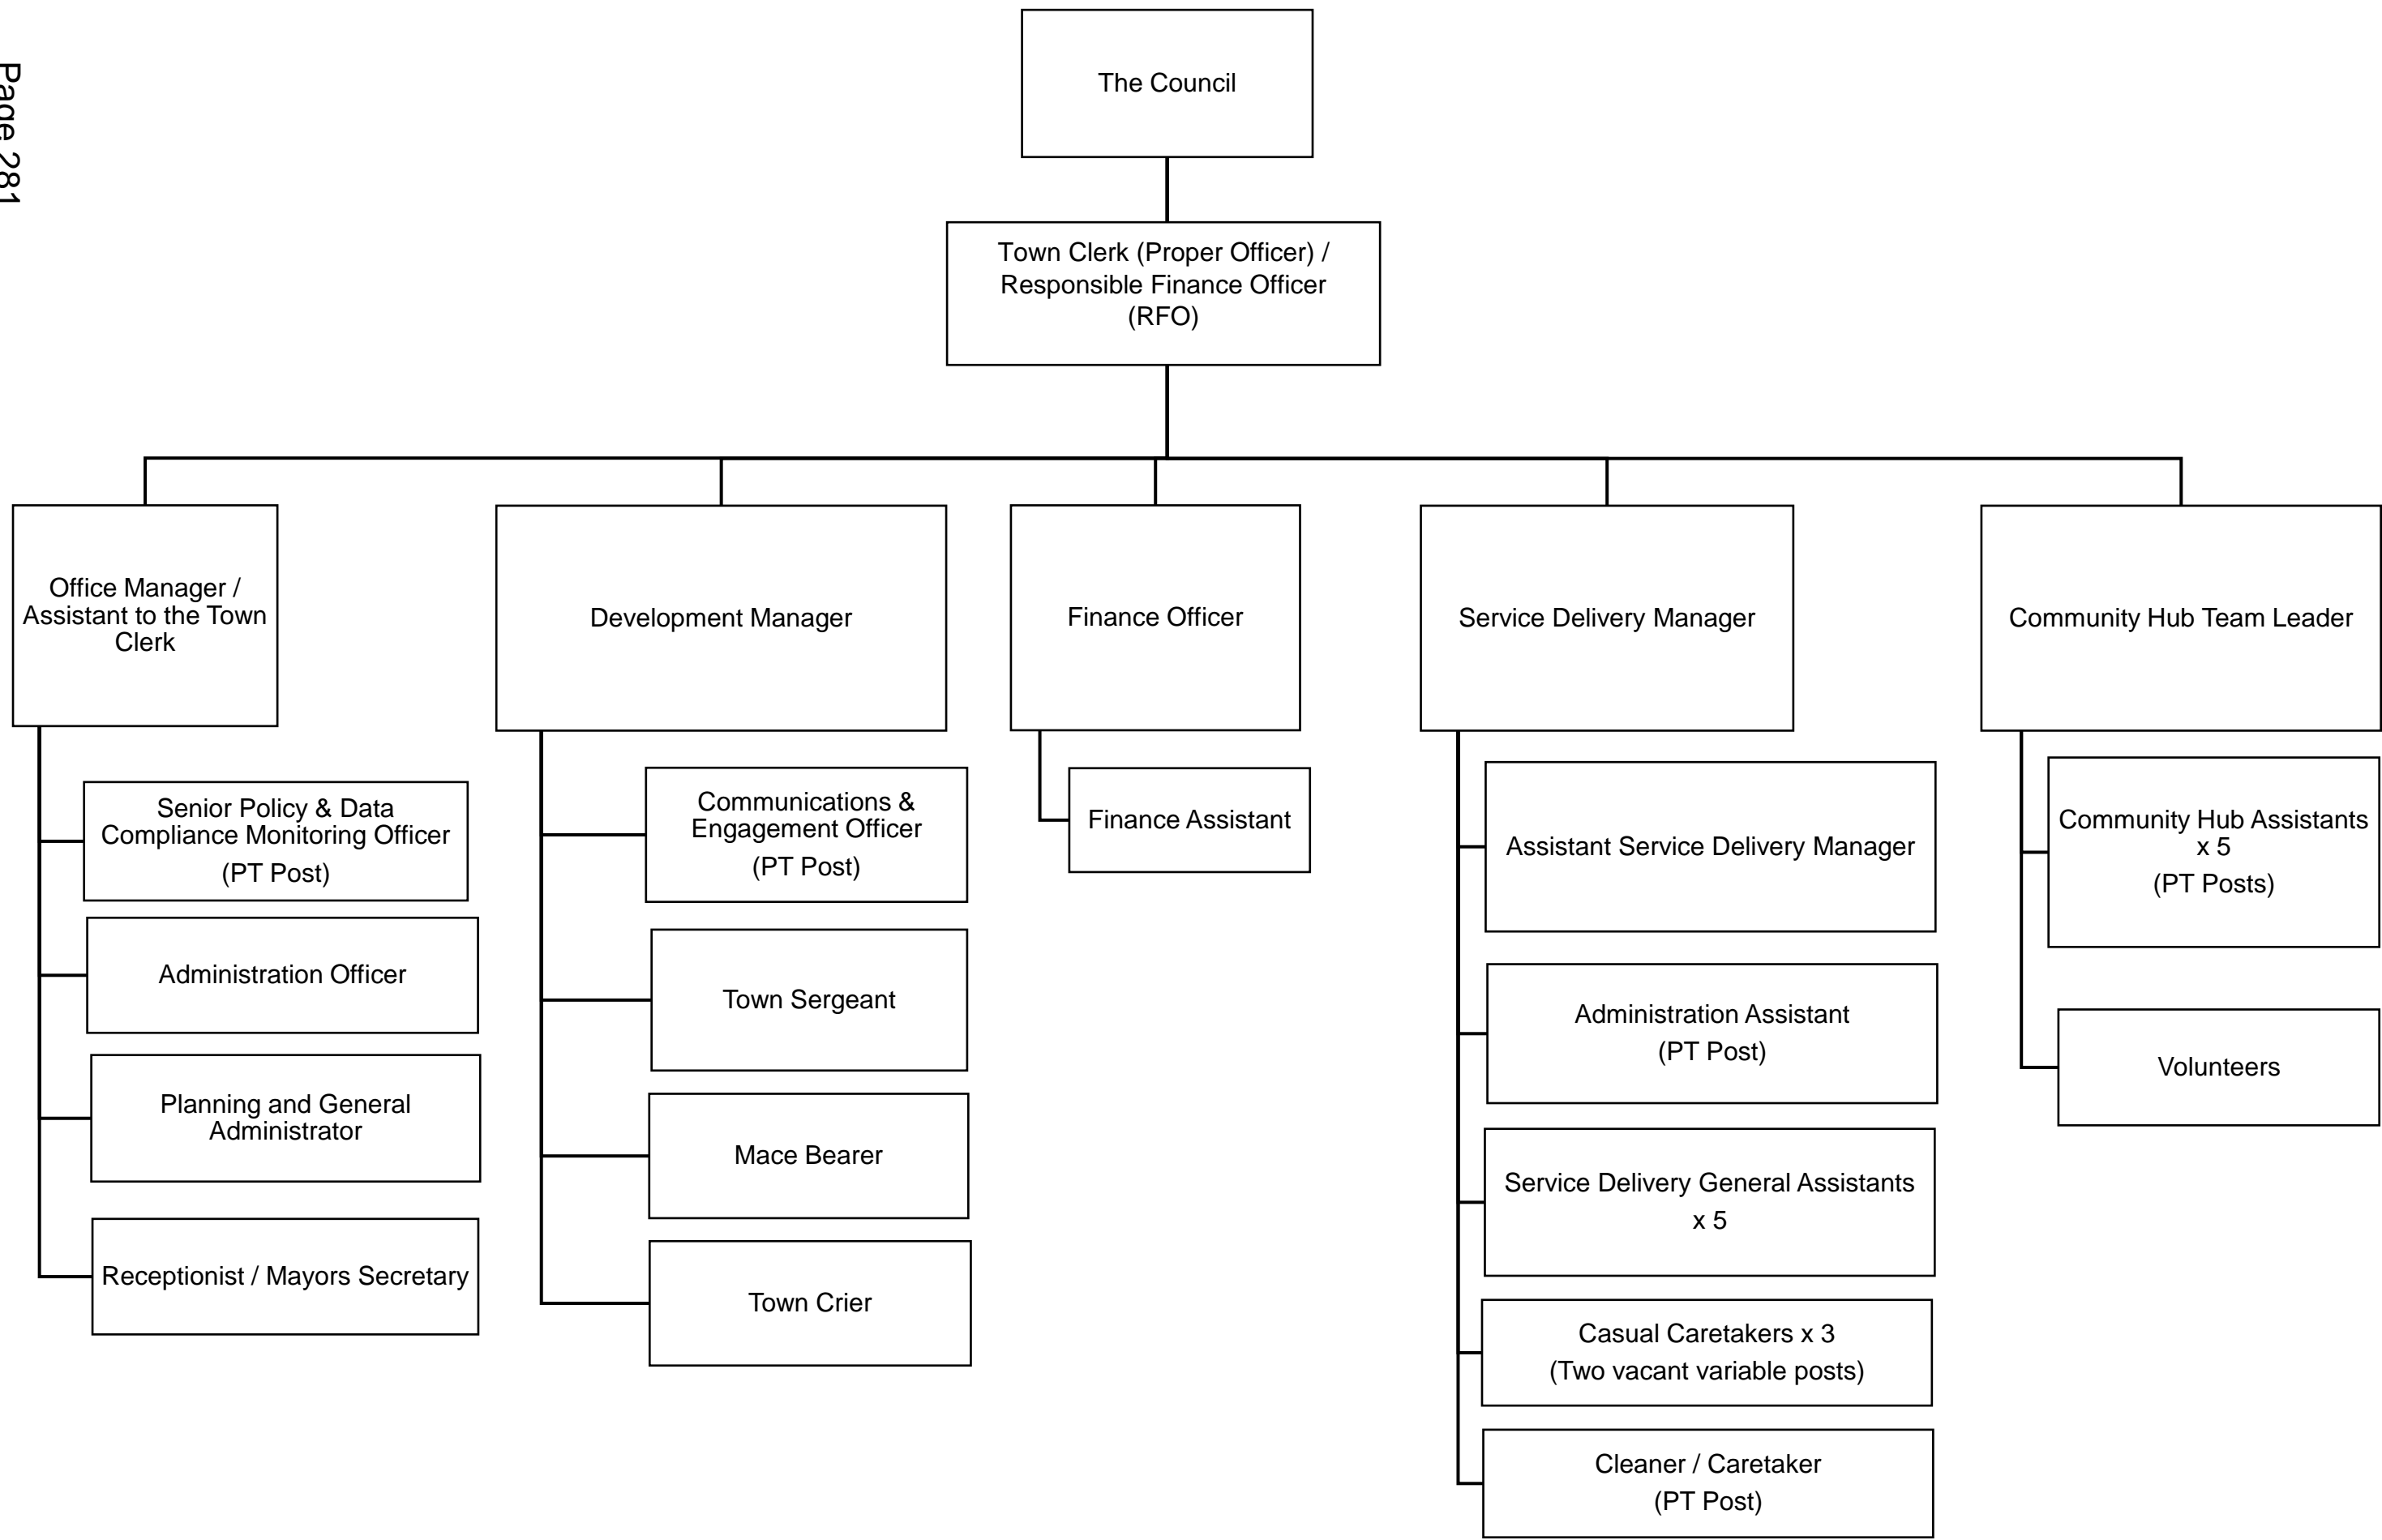 Page 281
The Council
Town Clerk (Proper Officer) /
Responsible Finance Officer
(RFO)
Office Manager /
Assistant to the Town
Clerk
Development Manager
Finance Officer
Service Delivery Manager
Community Hub Team Leader
Senior Policy & Data
Compliance Monitoring Officer
(PT Post)
Administration Officer
Planning and General
Administrator
Receptionist / Mayors Secretary
Communications &
Engagement Officer
(PT Post)
Town Sergeant
Mace Bearer
Town Crier
Finance Assistant
Assistant Service Delivery Manager
Administration Assistant
(PT Post)
Service Delivery General Assistants
x 5
Casual Caretakers x 3
(Two vacant variable posts)
Cleaner / Caretaker
(PT Post)
Community Hub Assistants
x 5
(PT Posts)
Volunteers